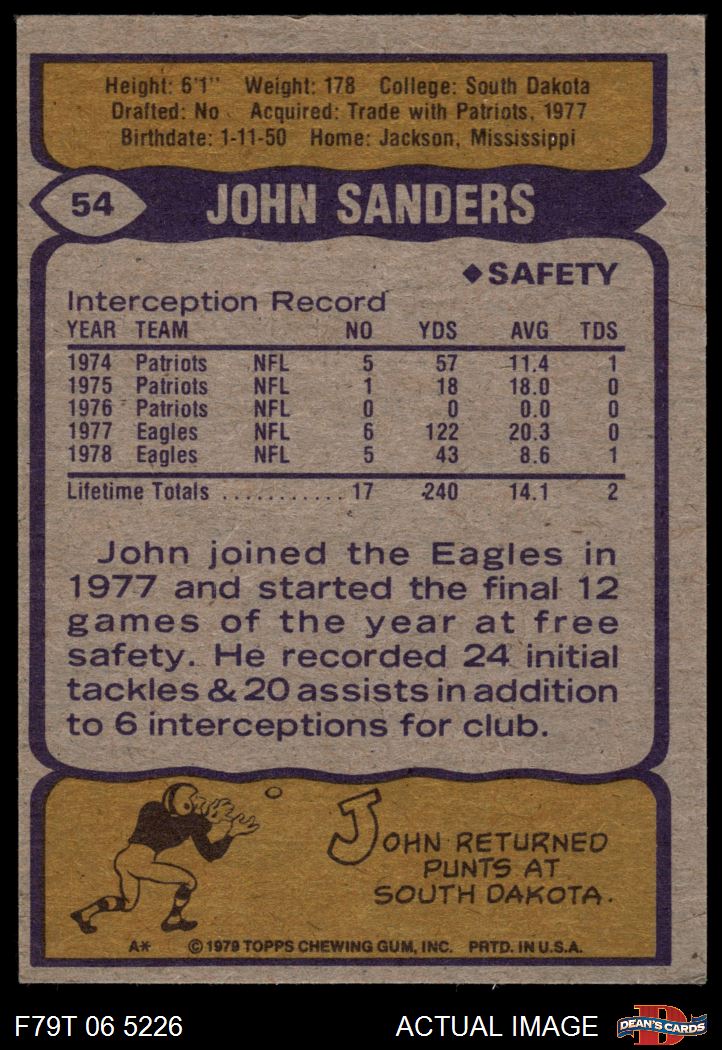 Height: 6'1" Weight: 178 College: South Dakota
Drafted: No Acquired: Trade with Patriots, 1977
Birthdate: 1-11-50 Home: Jackson, Mississippi
54 JOHN SANDERS
◆SAFETY
Interception Record
YEAR TEAM NO YDS AVG TDS
1974 Patriots NFL 5 57 11.4 1
1975 Patriots NFL 1 18 18.0 0
1976 Patriots NFL 0 0 0.0 0
1977 Eagles NFL 6 122 20.3 0
1978 Eagles NFL 5 43 8.6 1
Lifetime Totals ........... 17 240 14.1 2
John joined the Eagles in
1977 and started the final 12
games of the year at free
safety. He recorded 24 initial
tackles & 20 assists in addition
to 6 interceptions for club.
JOHN RETURNED
PUNTS AT
SOUTH DAKOTA.
A* © 1979 TOPPS CHEWING GUM, INC. PRTD. IN U.S.A.
F79T 06 5226 ACTUAL IMAGE D DEAN'S CARDS